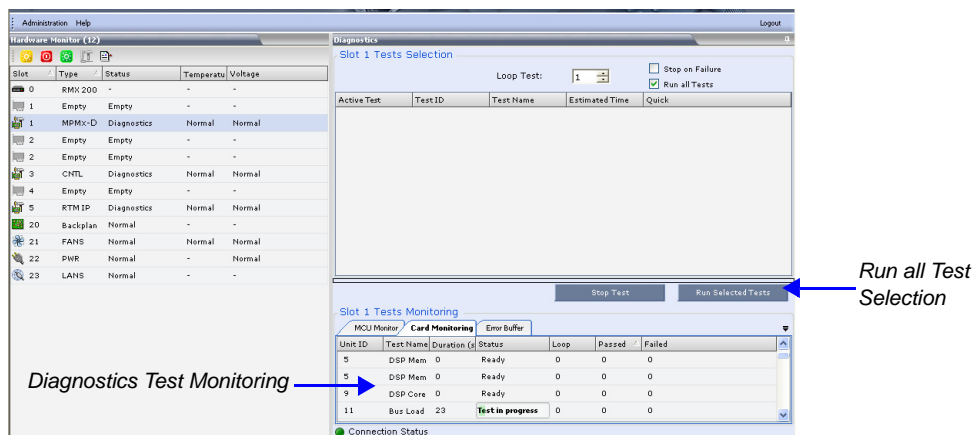 Administration Help Logout
Hardware Monitor (12)
Slot Type Status Temperatu Voltage
0 RMX 200 - - -
1 Empty Empty - -
1 MPMx-D Diagnostics Normal Normal
2 Empty Empty - -
2 Empty Empty - -
3 CNTL Diagnostics Normal Normal
4 Empty Empty - -
5 RTM IP Diagnostics Normal Normal
20 Backplan Normal - -
21 FANS Normal Normal Normal
22 PWR Normal - Normal
23 LANS Normal - -
Diagnostics
Slot 1 Tests Selection
Loop Test: 1
Stop on Failure
Run all Tests
Active Test Test ID Test Name Estimated Time Quick
Stop Test Run Selected Tests
Slot 1 Tests Monitoring
MCU Monitor Card Monitoring Error Buffer
Unit ID Test Name Duration (s Status Loop Passed Failed
5 DSP Mem 0 Ready 0 0 0
5 DSP Mem 0 Ready 0 0 0
9 DSP Core 0 Ready 0 0 0
11 Bus Load 23 Test in progress 0 0 0
Connection Status
Run all Test
Selection
Diagnostics Test Monitoring